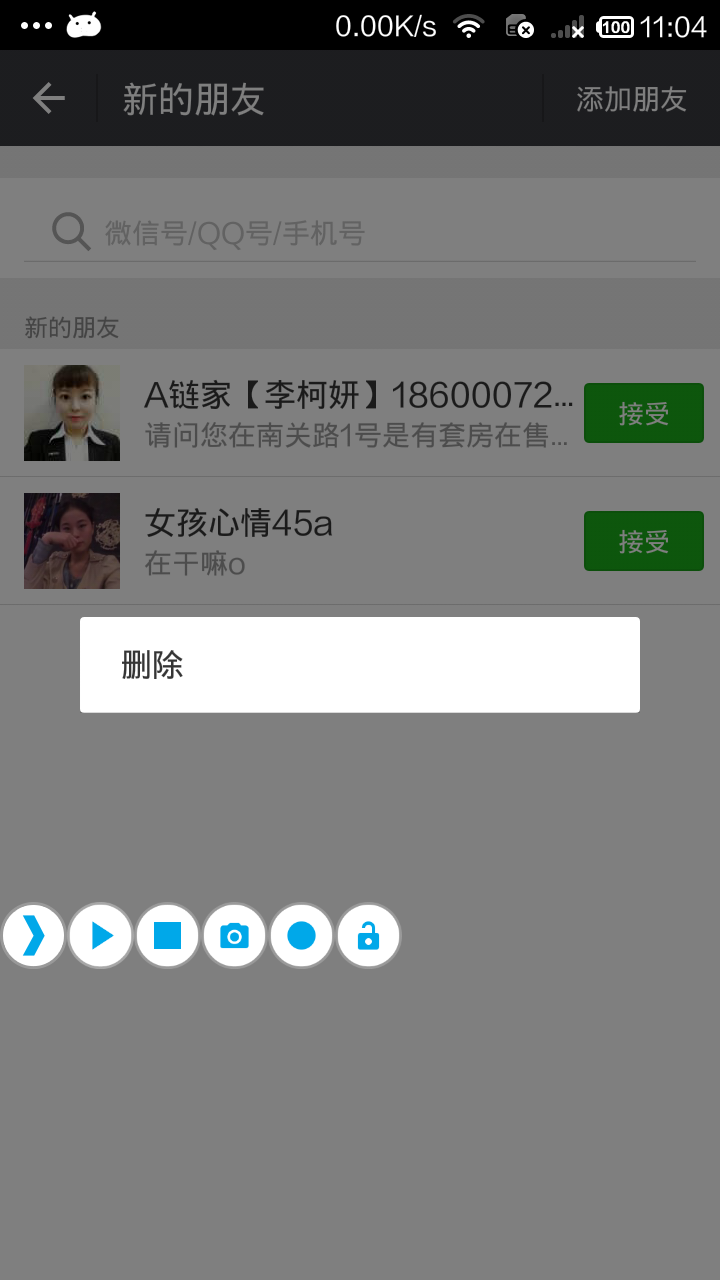 0.00K/s 100 11:04
新的朋友 添加朋友
微信号/QQ号/手机号
新的朋友
A链家【李柯妍】18600072...
接受
请问您在南关路1号是有套房在售...
女孩心情45a
接受
在干嘛o
删除